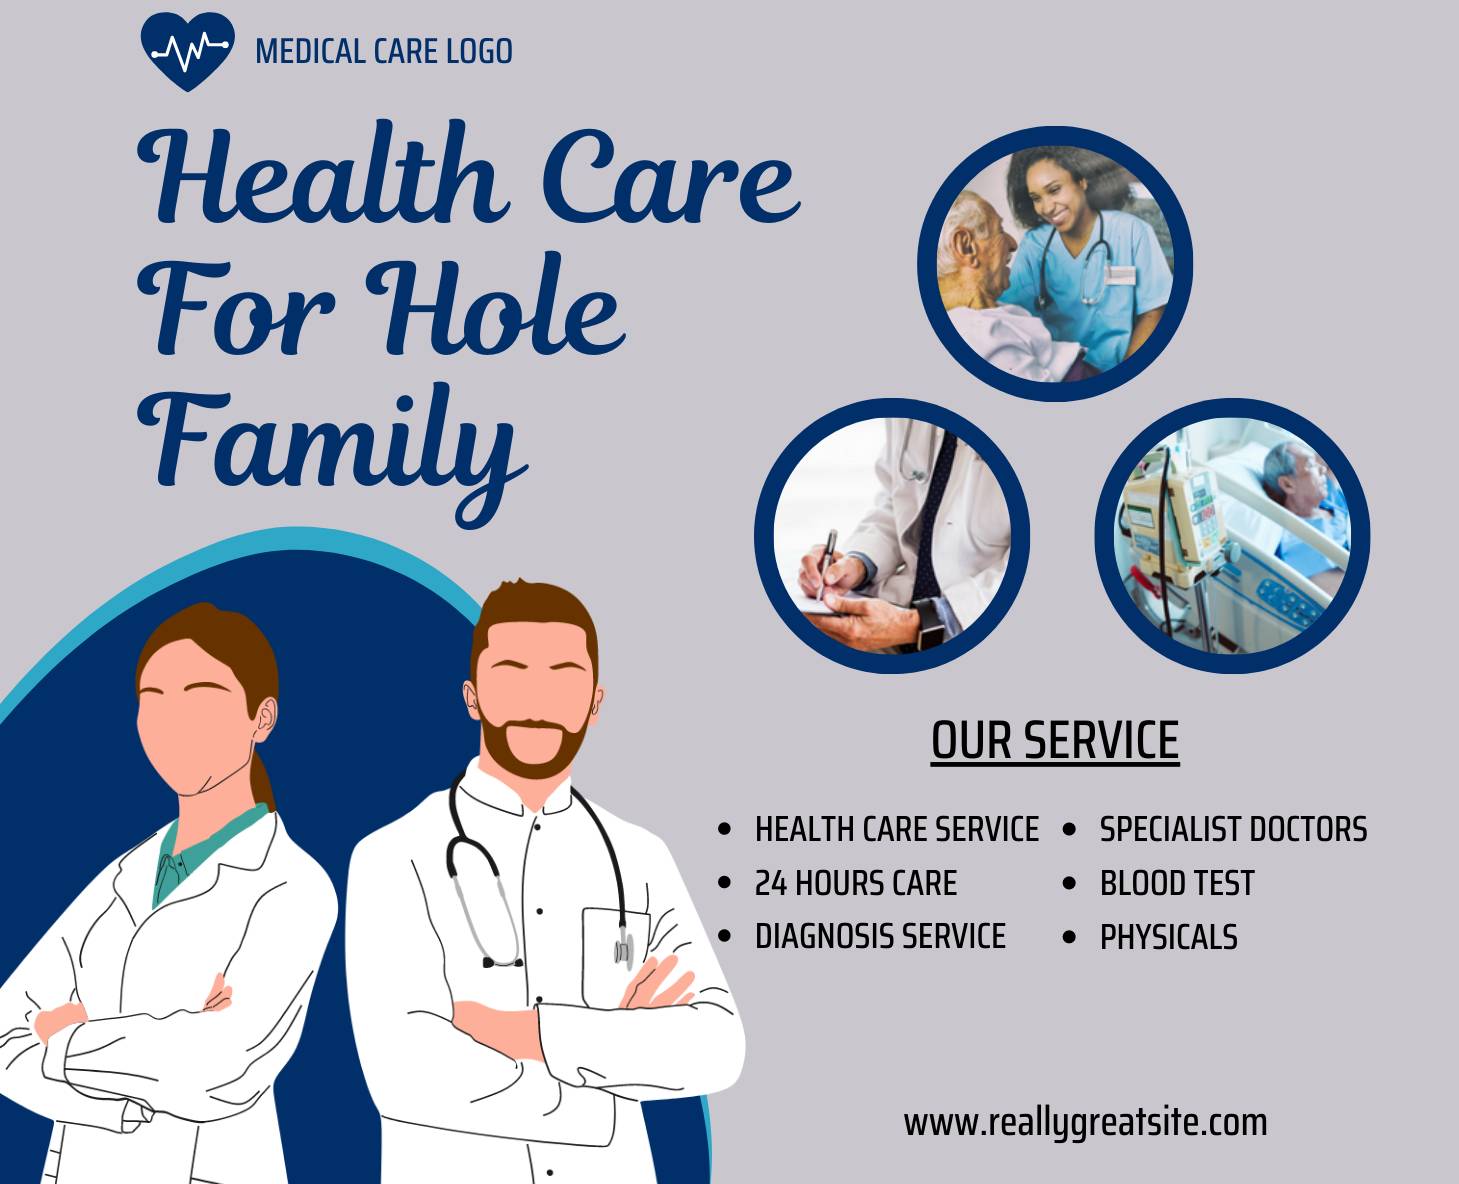 MEDICAL CARE LOGO
Health Care
For Hole
Family
OUR SERVICE
• HEALTH CARE SERVICE
• 24 HOURS CARE
• DIAGNOSIS SERVICE
• SPECIALIST DOCTORS
• BLOOD TEST
• PHYSICALS
www.reallygreatsite.com